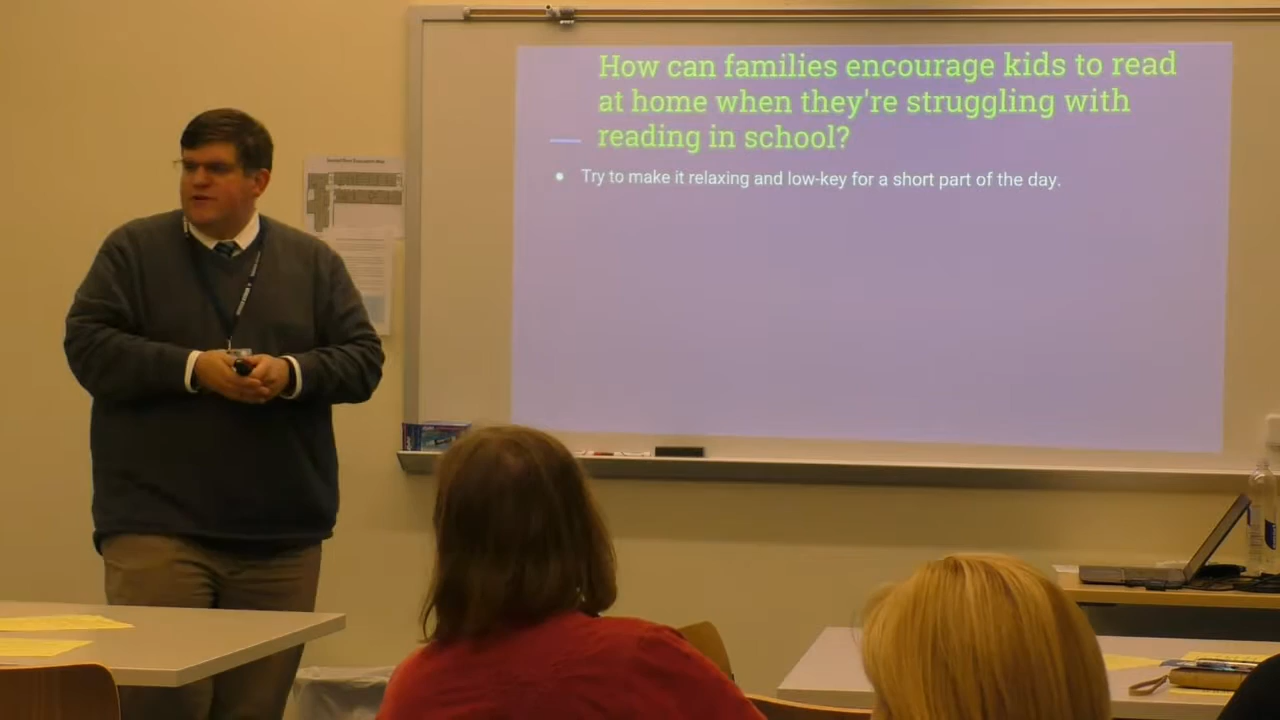 How can families encourage kids to read
at home when they're struggling with
reading in school?
• Try to make it relaxing and low-key for a short part of the day.